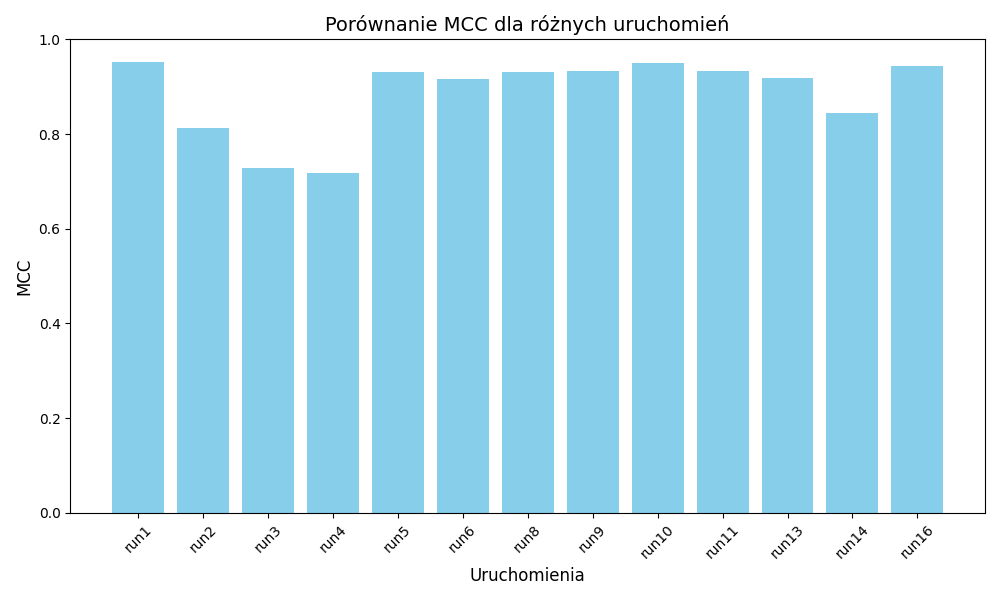 Porównanie MCC dla różnych uruchomień
MCC
1.0
0.8
0.6
0.4
0.2
0.0
run1
run2
run3
run4
run5
run6
run8
run9
run10
run11
run13
run14
run16
Uruchomienia